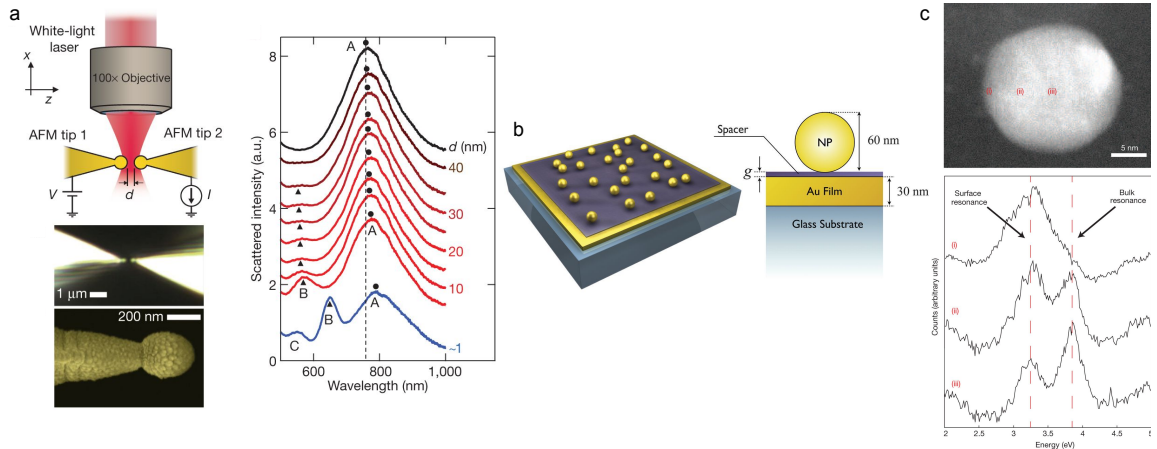 a
White-light
laser
x
z
100× Objective
AFM tip 1
AFM tip 2
V
d
I
1 μm
200 nm
Scattered intensity (a.u.)
8
6
4
2
0
A
d (nm)
40
30
20
10
~1
A
B
A
B
C
600
800
1,000
Wavelength (nm)
b
Spacer
NP
60 nm
g
Au Film
30 nm
Glass Substrate
c
(i)
(ii)
(iii)
5 nm
Surface
resonance
Bulk
resonance
(i)
(ii)
(iii)
Counts (arbitrary units)
2
2.5
3
3.5
4
4.5
5
Energy (eV)